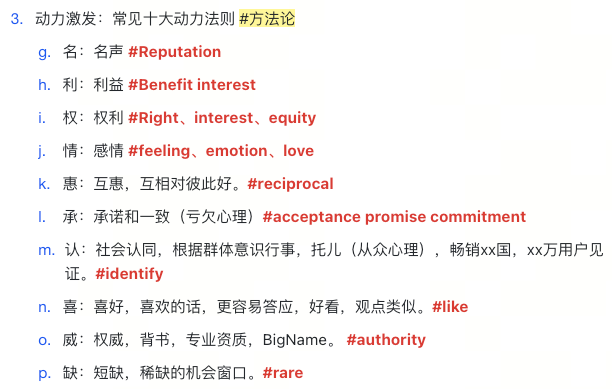 3. 动力激发：常见十大动力法则 #方法论
g. 名：名声 #Reputation
h. 利：利益 #Benefit interest
i. 权：权利 #Right、interest、equity
j. 情：感情 #feeling、emotion、love
k. 惠：互惠，互相对彼此好。#reciprocal
l. 承：承诺和一致（亏欠心理）#acceptance promise commitment
m. 认：社会认同，根据群体意识行事，托儿（从众心理），畅销xx国，xx万用户见
证。#identify
n. 喜：喜好，喜欢的话，更容易答应，好看，观点类似。#like
o. 威：权威，背书，专业资质，BigName。 #authority
p. 缺：短缺，稀缺的机会窗口。#rare